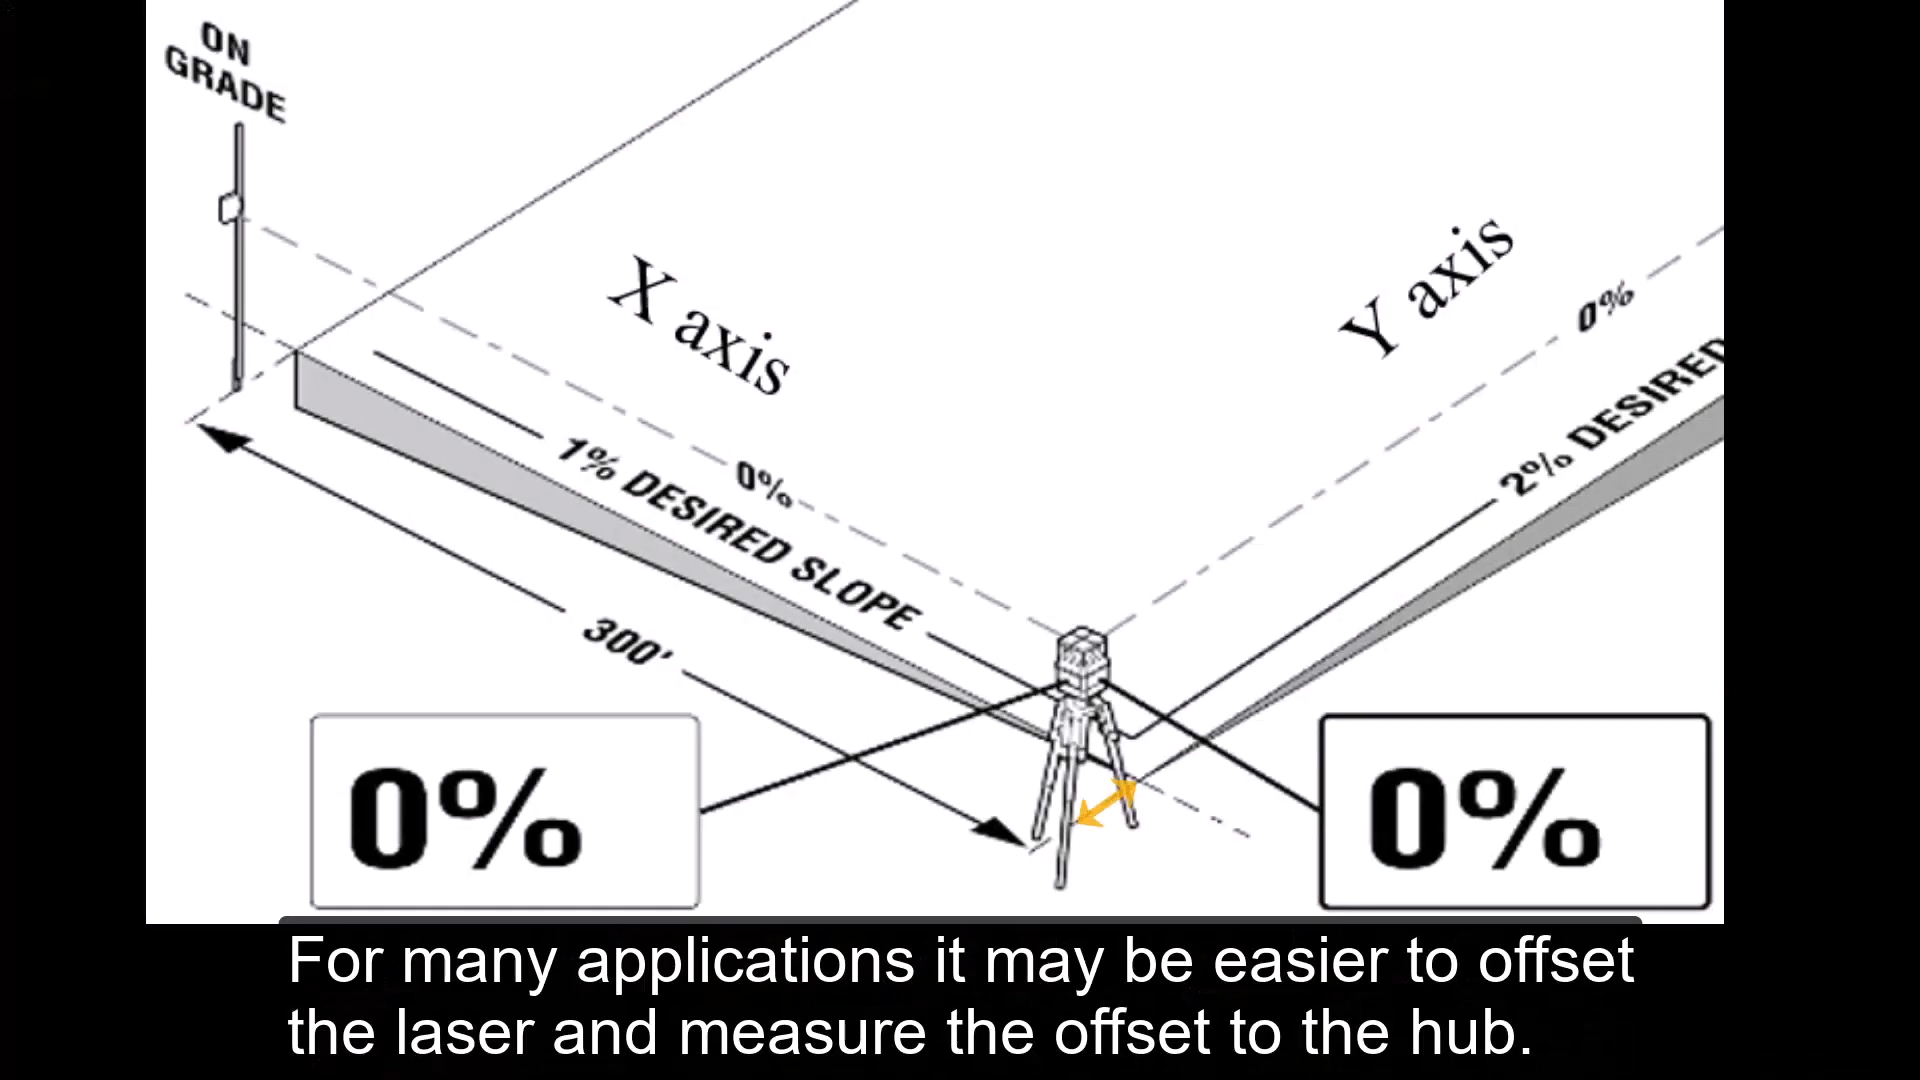 ON
GRADE
X axis
Y axis
0%
2% DESIRED
0%
1% DESIRED SLOPE
300'
0%
0%
For many applications it may be easier to offset
the laser and measure the offset to the hub.